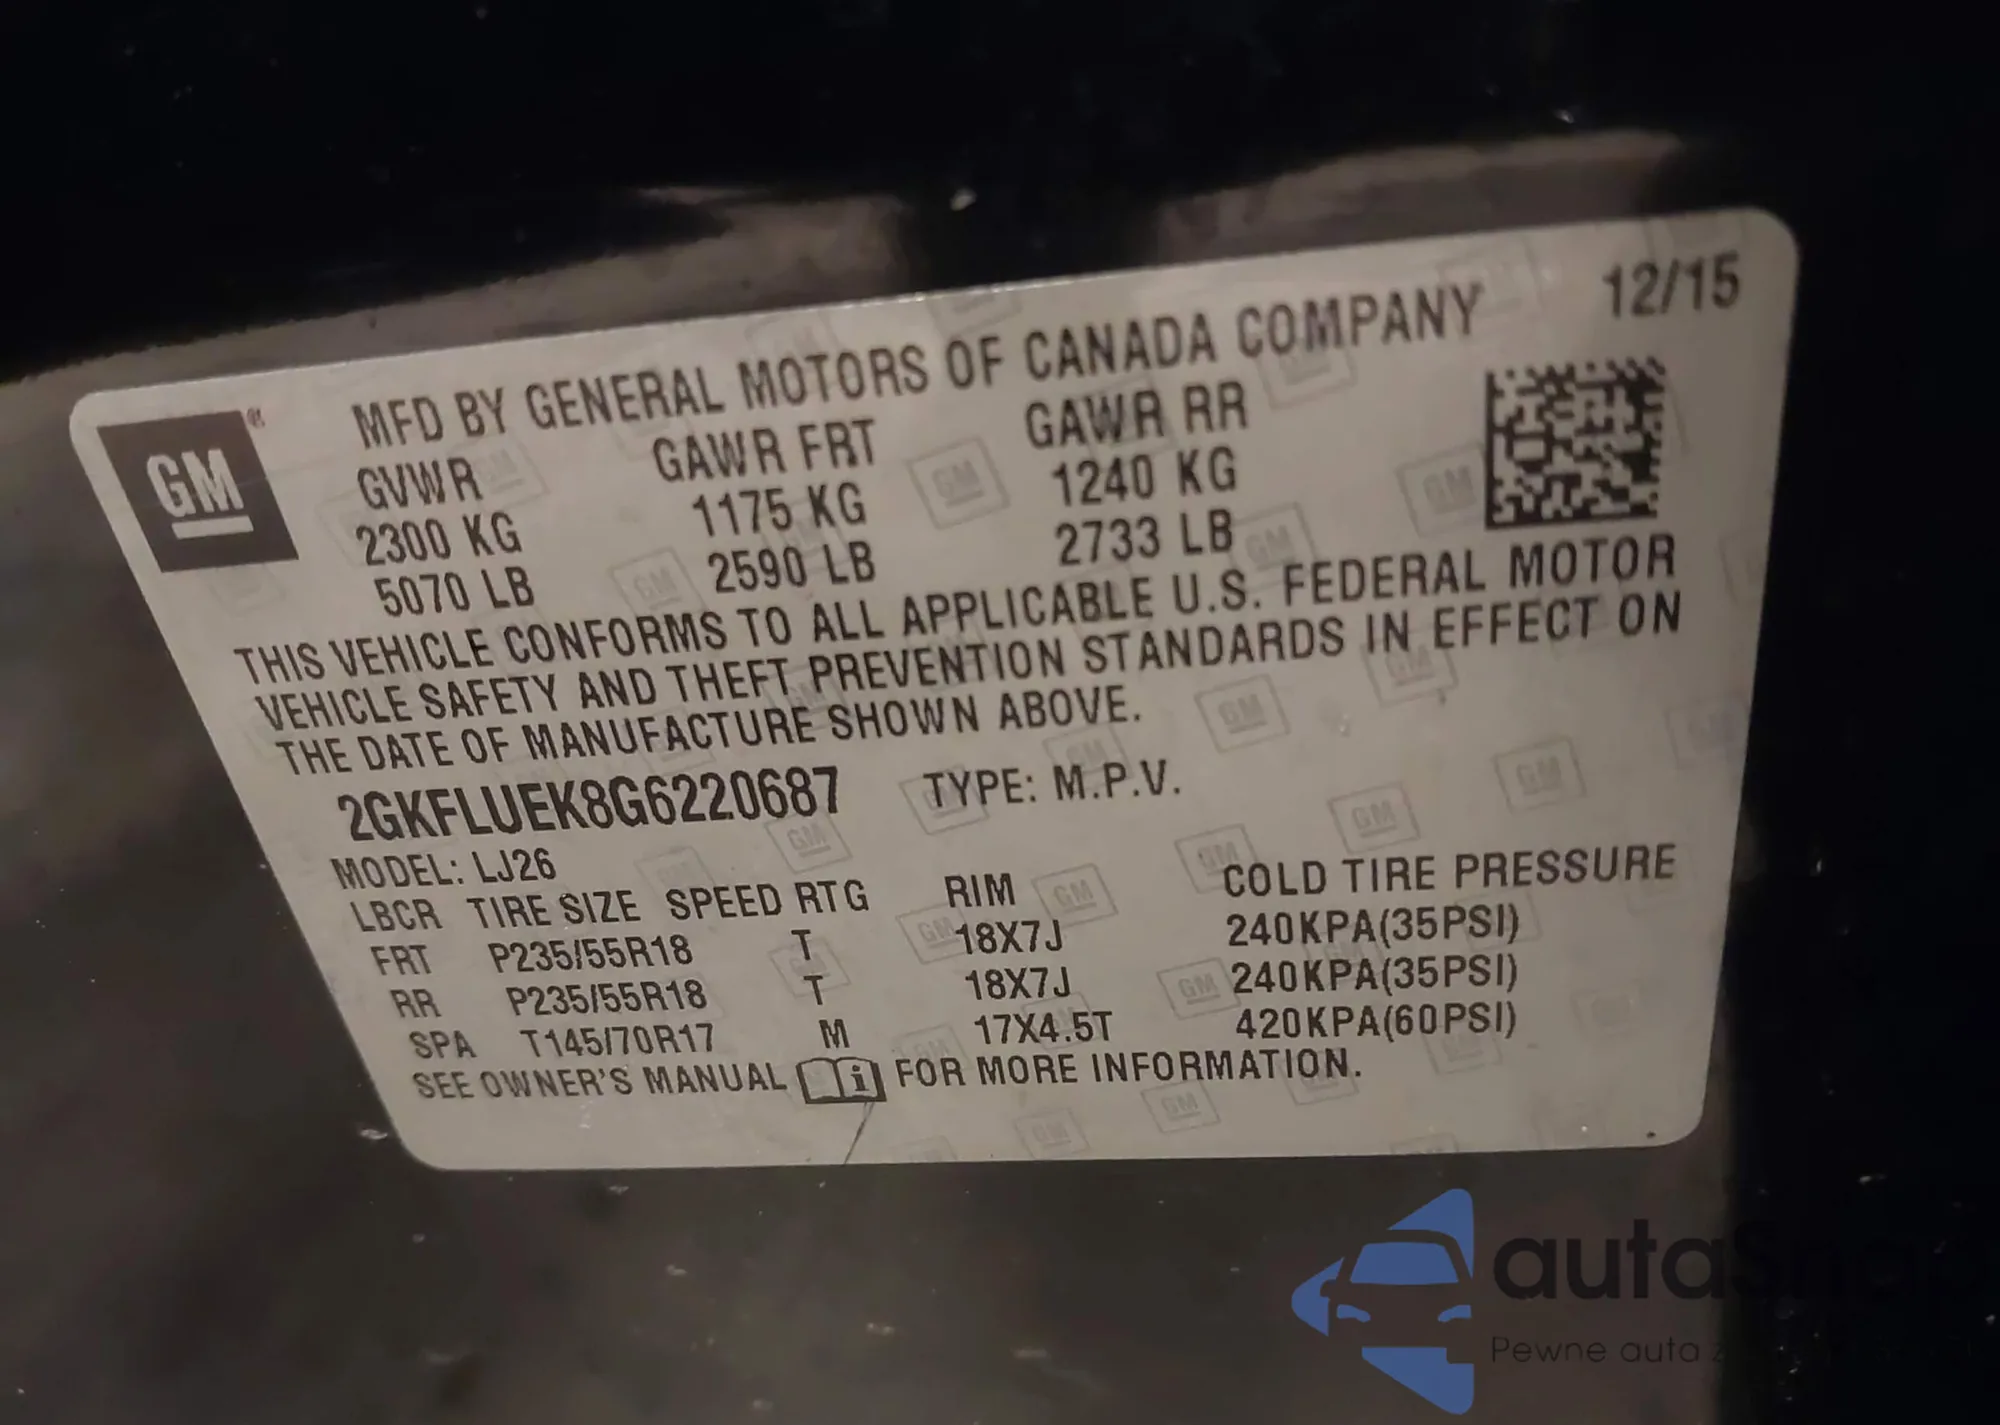 12/15
GM ®
MFD BY GENERAL MOTORS OF CANADA COMPANY
GVWR GAWR FRT GAWR RR
2300 KG 1175 KG 1240 KG
5070 LB 2590 LB 2733 LB
THIS VEHICLE CONFORMS TO ALL APPLICABLE U.S. FEDERAL MOTOR
VEHICLE SAFETY AND THEFT PREVENTION STANDARDS IN EFFECT ON
THE DATE OF MANUFACTURE SHOWN ABOVE.
2GKFLUEK8G6220687 TYPE: M.P.V.
MODEL: LJ26
LBCR TIRE SIZE SPEED RTG RIM COLD TIRE PRESSURE
FRT P235/55R18 T 18X7J 240KPA(35PSI)
RR P235/55R18 T 18X7J 240KPA(35PSI)
SPA T145/70R17 M 17X4.5T 420KPA(60PSI)
SEE OWNER'S MANUAL i FOR MORE INFORMATION.
autaSnap
Pewne auta